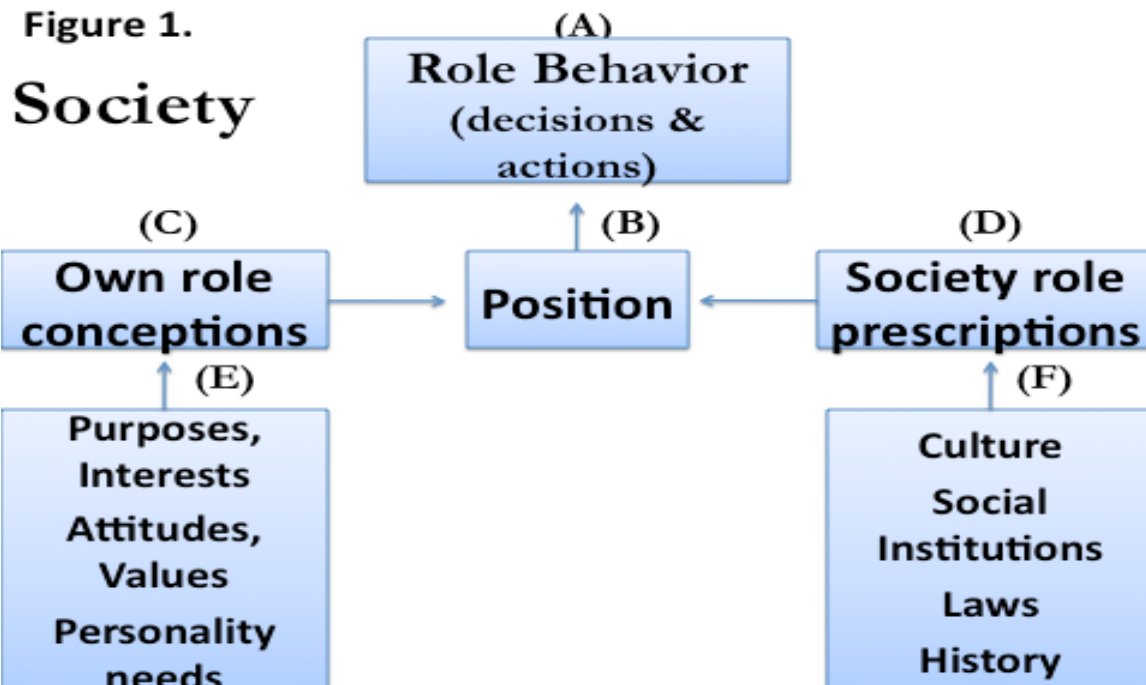 Figure 1.
Society
(A)
Role Behavior
(decisions &
actions)
(C)
Own role
conceptions
(B)
Position
(D)
Society role
prescriptions
(E)
Purposes,
Interests
Attitudes,
Values
Personality
needs
(F)
Culture
Social
Institutions
Laws
History